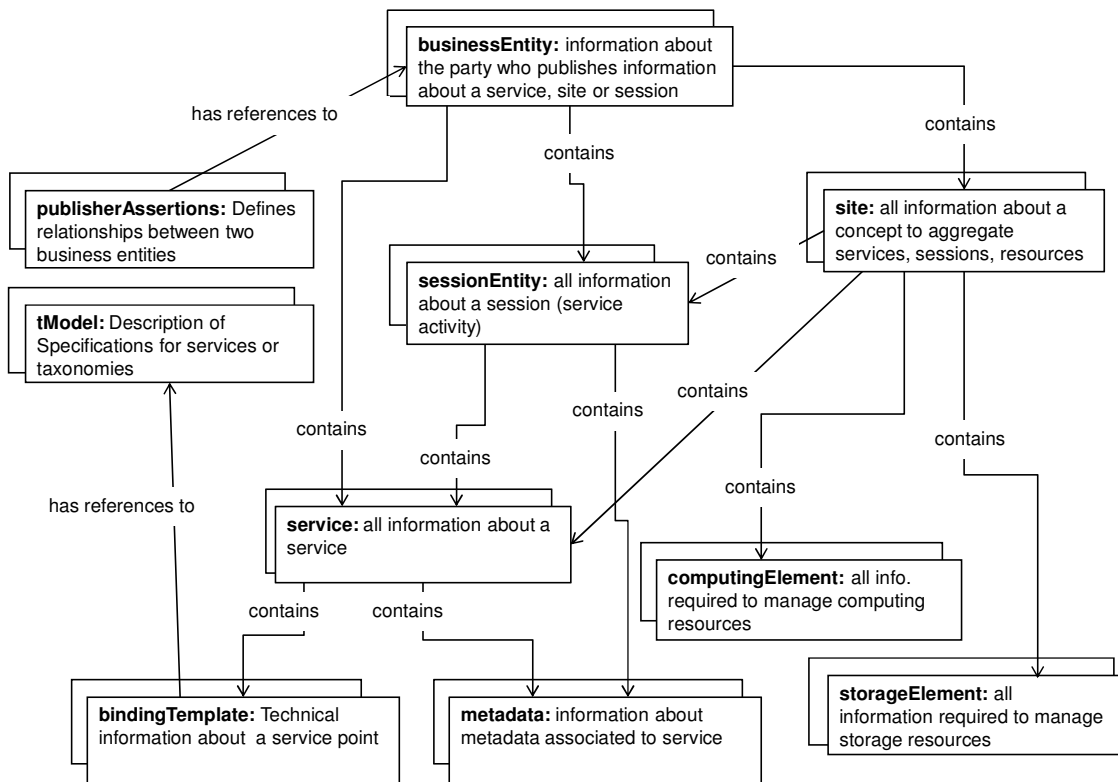 businessEntity: information about
the party who publishes information
about a service, site or session
has references to
contains
contains
publisherAssertions: Defines
relationships between two
business entities
site: all information about a
concept to aggregate
services, sessions, resources
contains
sessionEntity: all information
about a session (service
activity)
tModel: Description of
Specifications for services or
taxonomies
contains
contains
contains
contains
contains
contains
has references to
service: all information about a
service
computingElement: all info.
required to manage computing
resources
contains
contains
storageElement: all
information required to manage
storage resources
bindingTemplate: Technical
information about a service point
metadata: information about
metadata associated to service